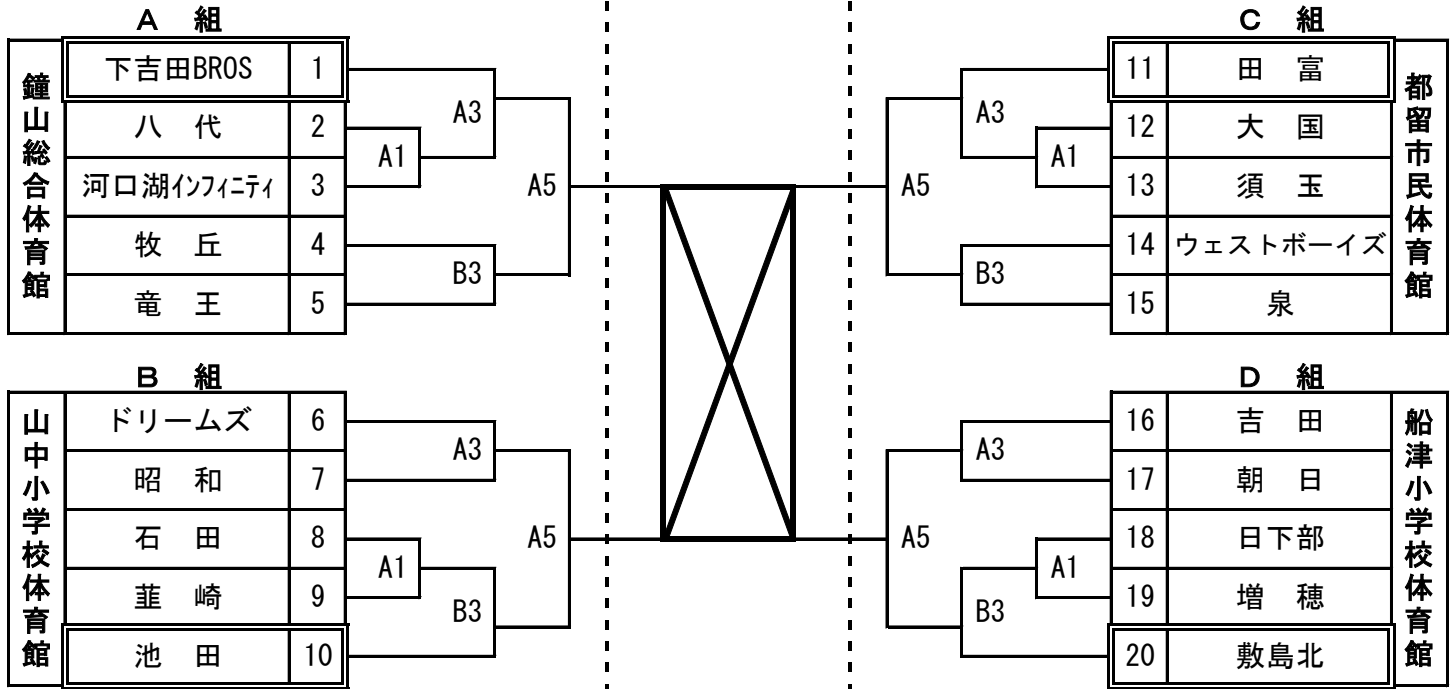 A 組
鐘山総合体育館
下吉田BROS 1
八 代 2
河口湖ｲﾝﾌｨﾆﾃｨ 3
牧 丘 4
竜 王 5
A1
A3
B3
A5
B 組
山中小学校体育館
ドリームズ 6
昭 和 7
石 田 8
韮 崎 9
池 田 10
A3
A1
B3
A5
C 組
都留市民体育館
11 田 富
12 大 国
13 須 玉
14 ウェストボーイズ
15 泉
A3
A1
B3
A5
D 組
船津小学校体育館
16 吉 田
17 朝 日
18 日下部
19 増 穂
20 敷島北
A3
A1
B3
A5